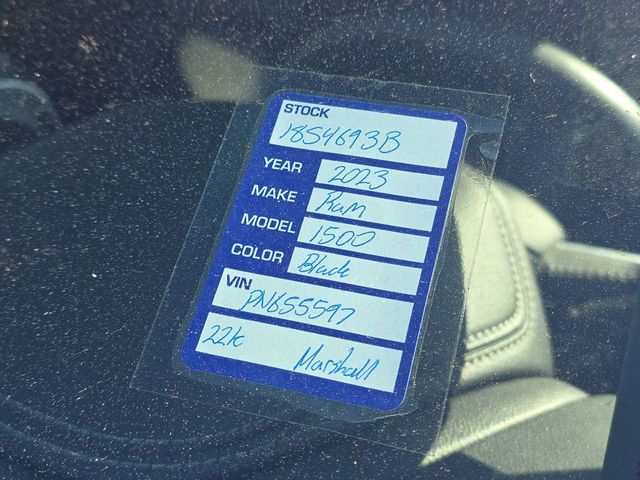 STOCK
18S4693B
YEAR 2023
MAKE Ram
MODEL 1500
COLOR Black
VIN
PN655597
22k Marshall